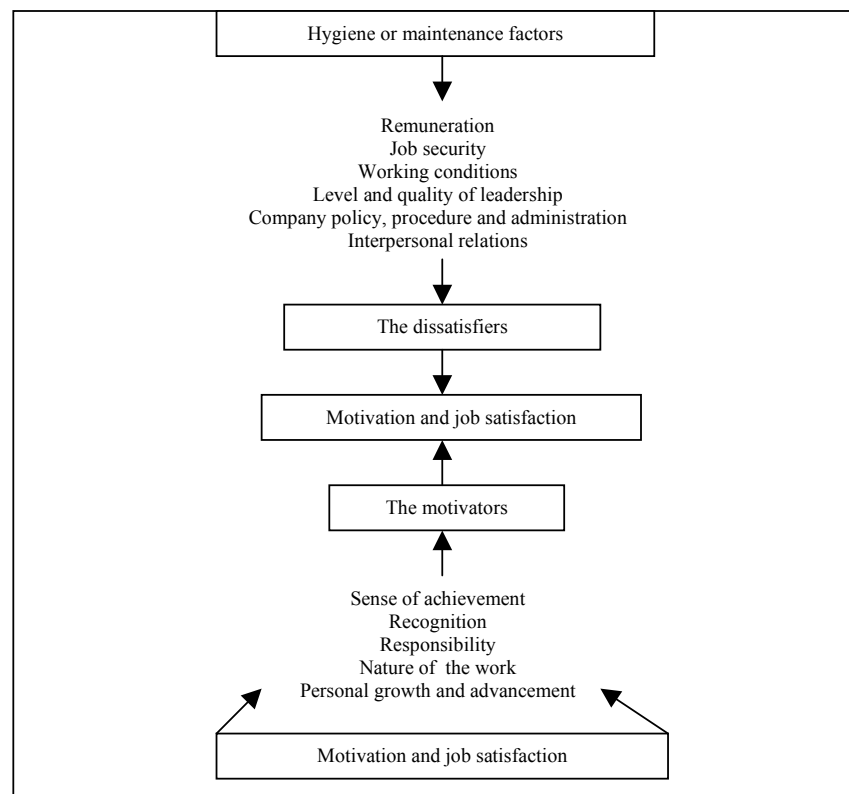 Hygiene or maintenance factors
Remuneration
Job security
Working conditions
Level and quality of leadership
Company policy, procedure and administration
Interpersonal relations
The dissatisfiers
Motivation and job satisfaction
The motivators
Sense of achievement
Recognition
Responsibility
Nature of the work
Personal growth and advancement
Motivation and job satisfaction